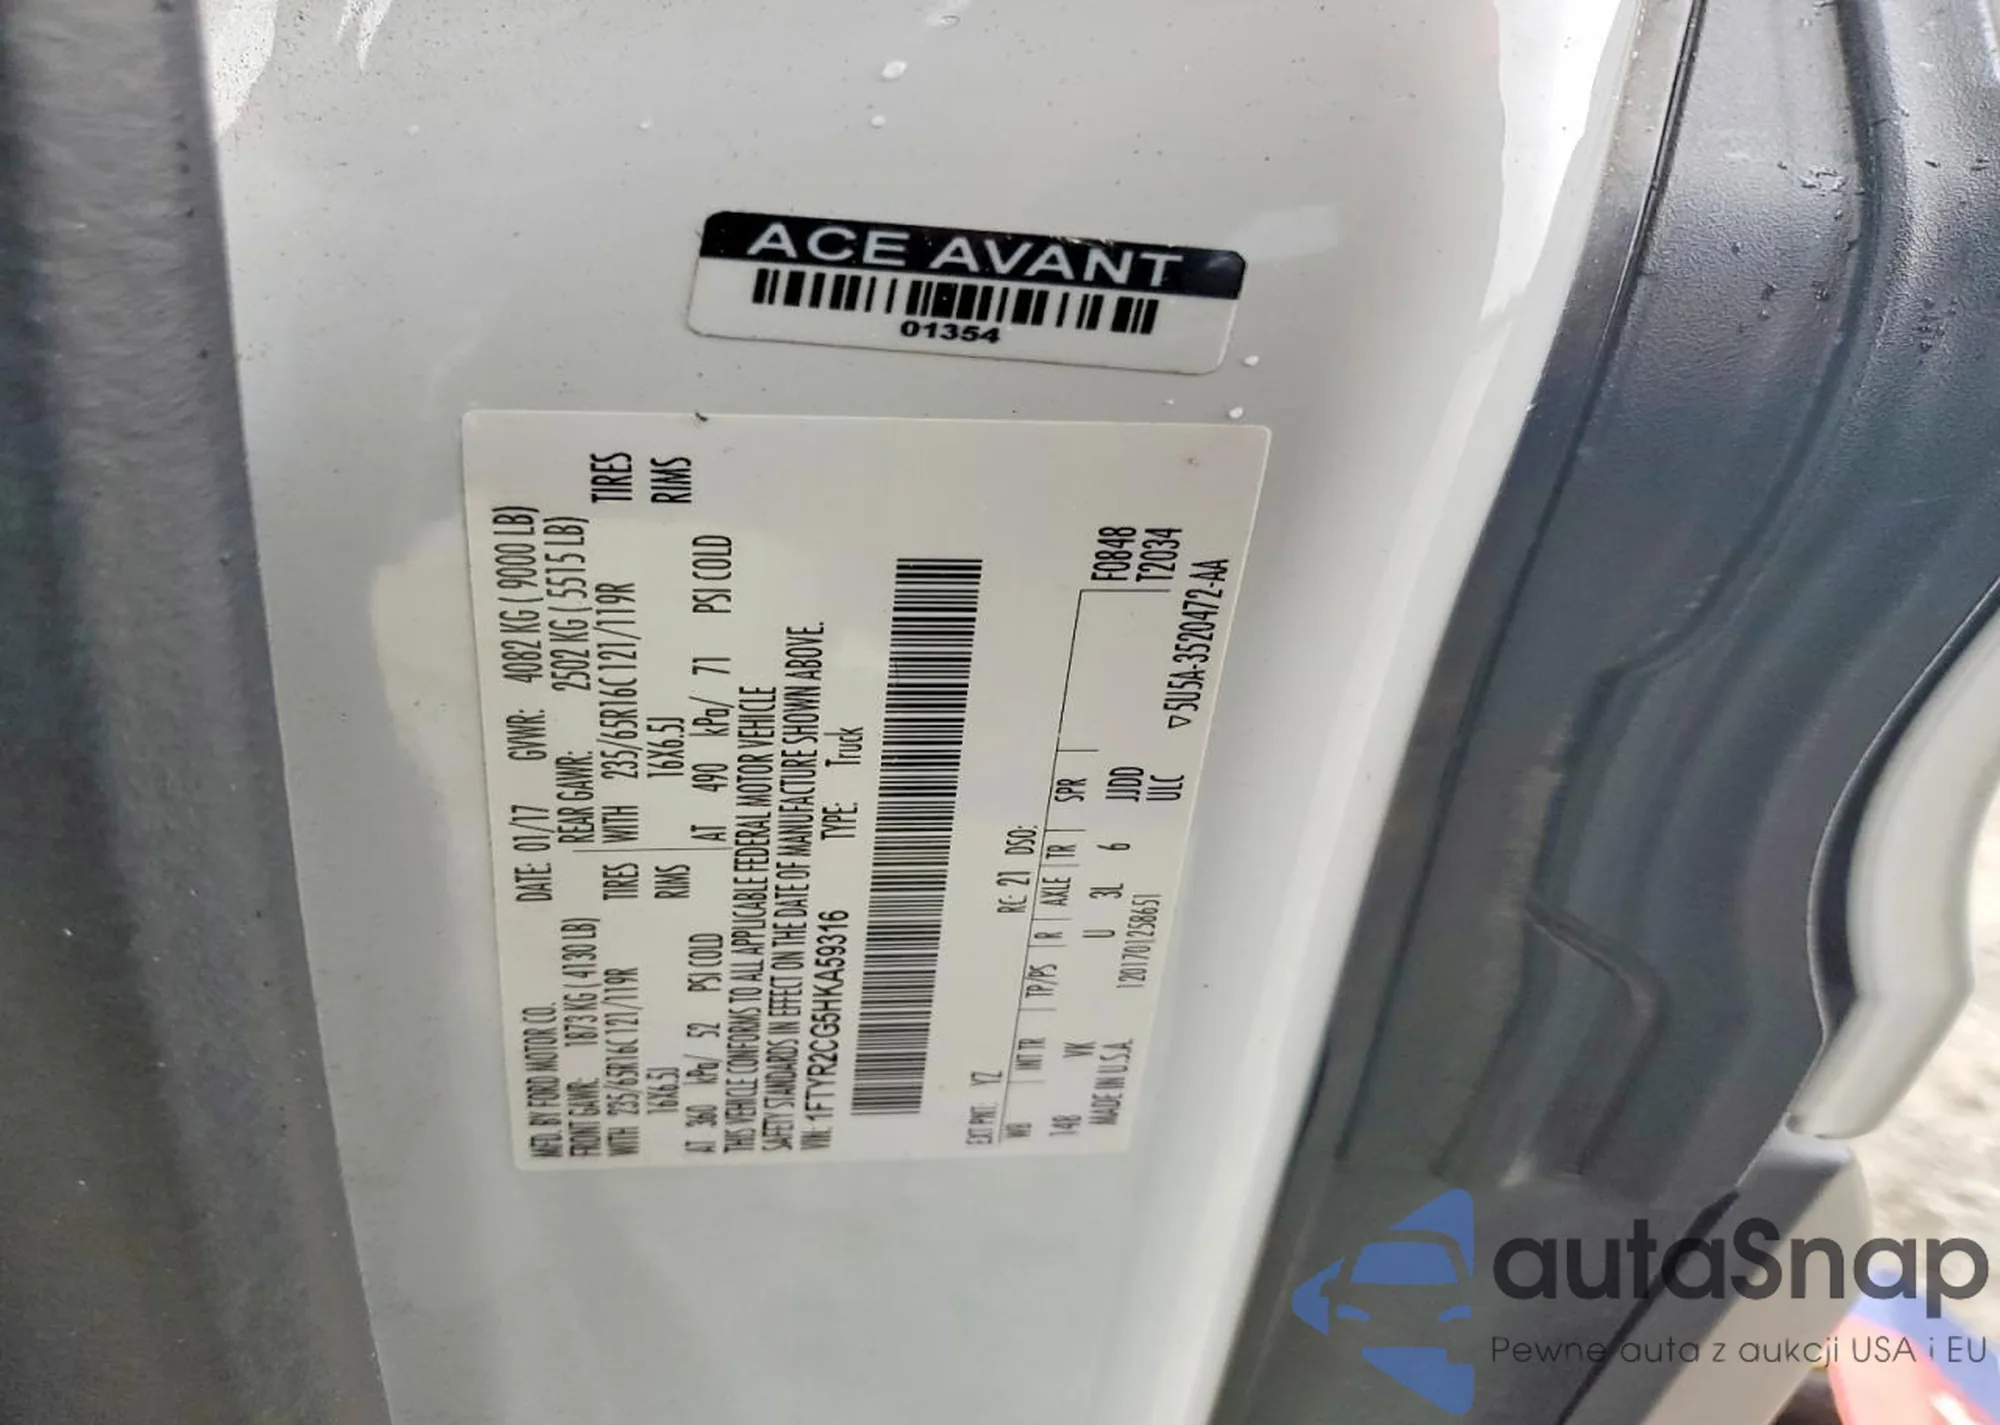 ACE AVANT
01354
MFD. BY FORD MOTOR CO. DATE: 01/17 GVWR: 4082 KG ( 9000 LB)
FRONT GAWR: 1873 KG ( 4130 LB) REAR GAWR: 2502 KG ( 5515 LB)
WITH 235/65R16C 121/119R TIRES WITH 235/65R16C 121/119R TIRES
16X6.5J RIMS 16X6.5J RIMS
AT 360 kPa/ 52 PSI COLD AT 490 kPa/ 71 PSI COLD
THIS VEHICLE CONFORMS TO ALL APPLICABLE FEDERAL MOTOR VEHICLE
SAFETY STANDARDS IN EFFECT ON THE DATE OF MANUFACTURE SHOWN ABOVE.
VIN: 1FTYR2CG5HKA59316 TYPE: Truck
EXT PNT: YZ RC: 21 DSO:
WB INT TR TP/PS R AXLE TR SPR F0848
148 VK U 3L 6 JJDD T2034
MADE IN U.S.A. 1201701258651 ULC
▽5U5A-3520472-AA
autaSnap
Pewne auta z aukcji USA i EU